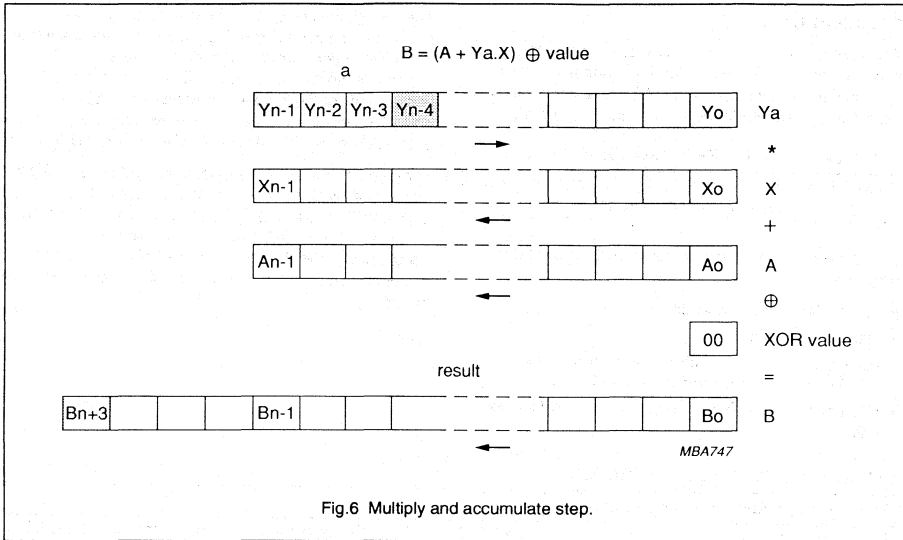 B = (A + Ya.X) ⊕ value
a
Yn-1 Yn-2 Yn-3 Yn-4 Yo Ya
*
Xn-1 Xo X
+
An-1 Ao A
⊕
00 XOR value
result
=
Bn+3 Bn-1 Bo B
MBA747
Fig.6 Multiply and accumulate step.